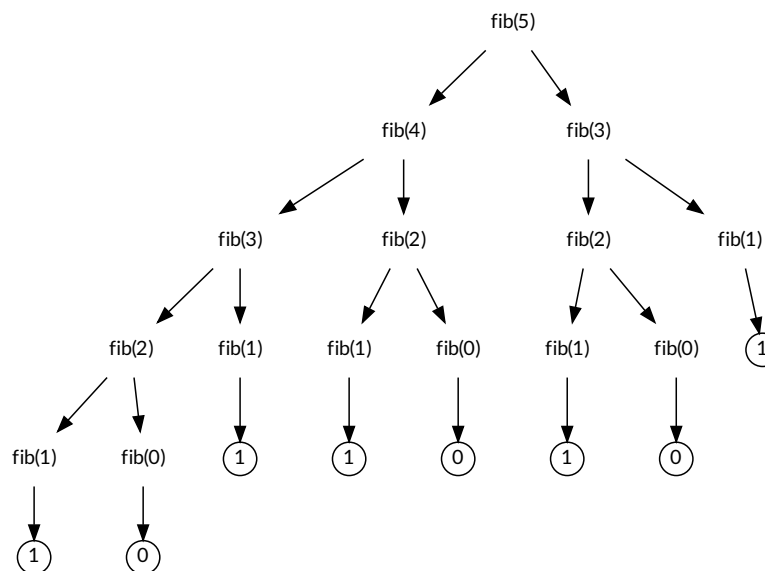 fib(5)
fib(4) fib(3)
fib(3) fib(2) fib(2) fib(1)
fib(2) fib(1) fib(1) fib(0) fib(1) fib(0) 1
fib(1) fib(0) 1 1 0 1 0
1 0